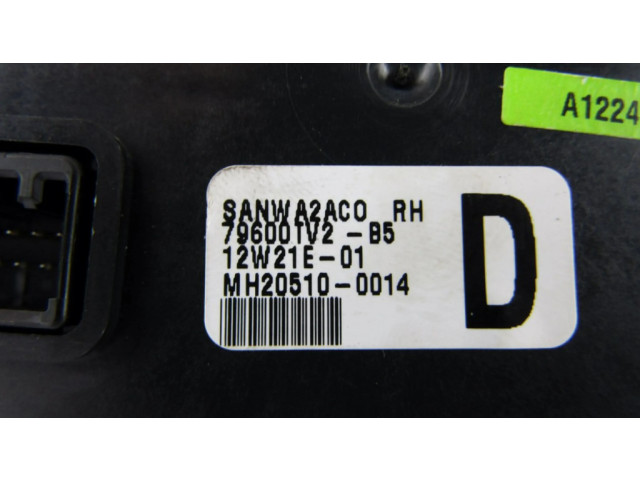 A1224
SANWA2ACO RH
79600TV2-B5
12W21E-01
MH20510-0014
D